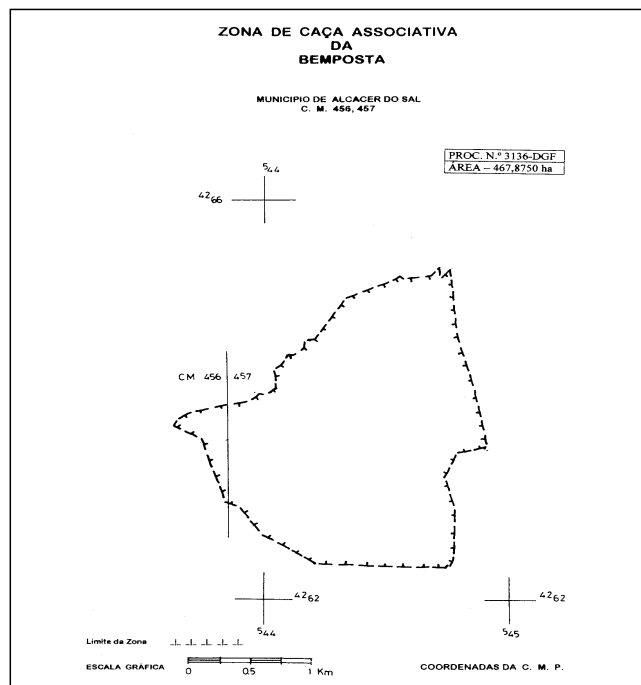 ZONA DE CAÇA ASSOCIATIVA
DA
BEMPOSTA
MUNICIPIO DE ALCACER DO SAL
C. M. 456, 457
PROC. N.º 3136-DGF
ÁREA – 467,8750 ha
544
4266
CM 456 457
4262
4262
544
545
Limite da Zona
ESCALA GRÁFICA
0 0,5 1 Km
COORDENADAS DA C. M. P.